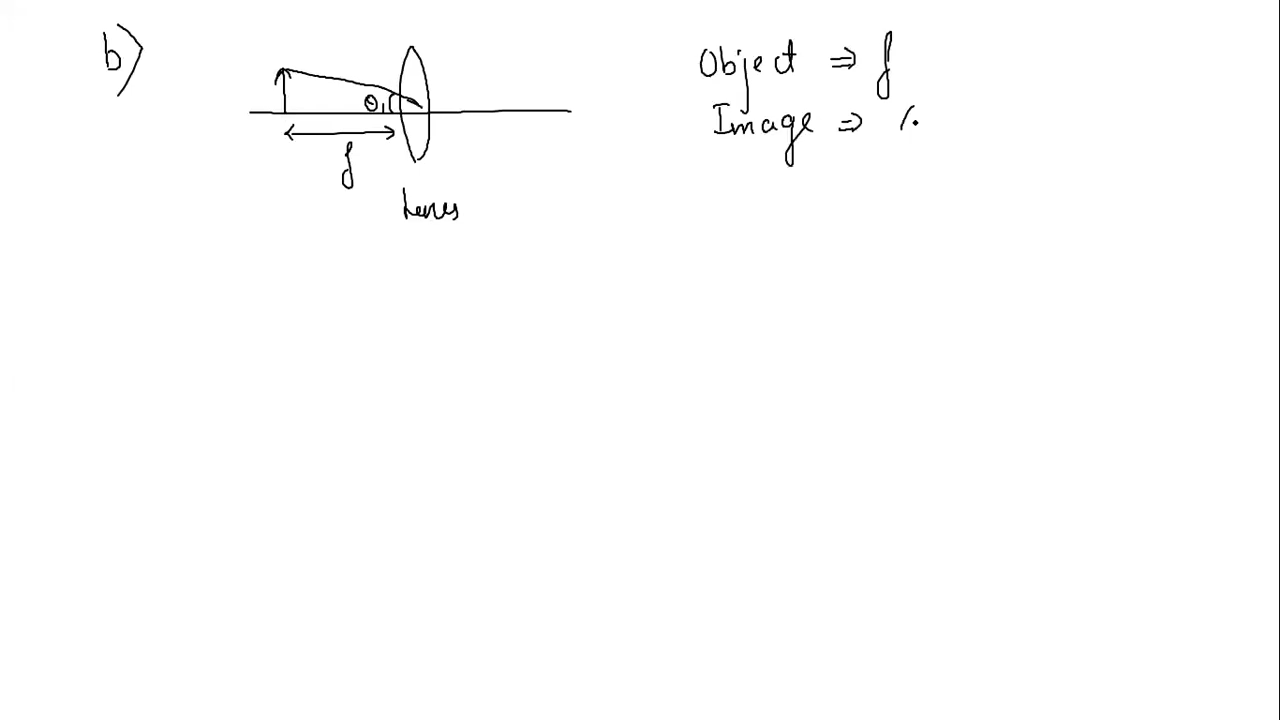 b)
Object ⇒ f
Image ⇒
θ₁
f
Lens